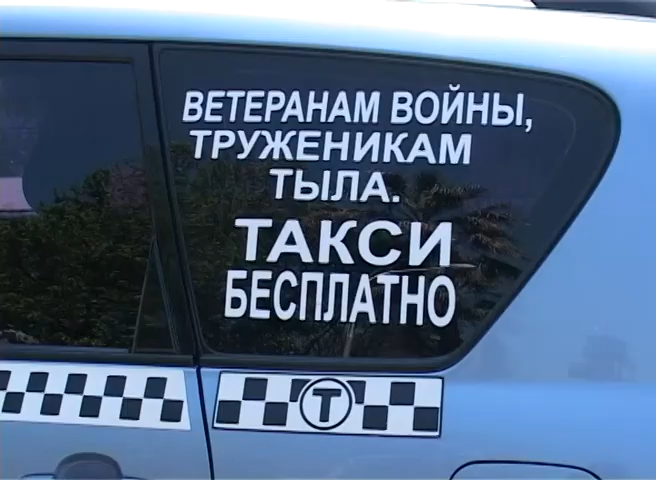 ВЕТЕРАНАМ ВОЙНЫ,
ТРУЖЕНИКАМ
ТЫЛА.
ТАКСИ
БЕСПЛАТНО
Т